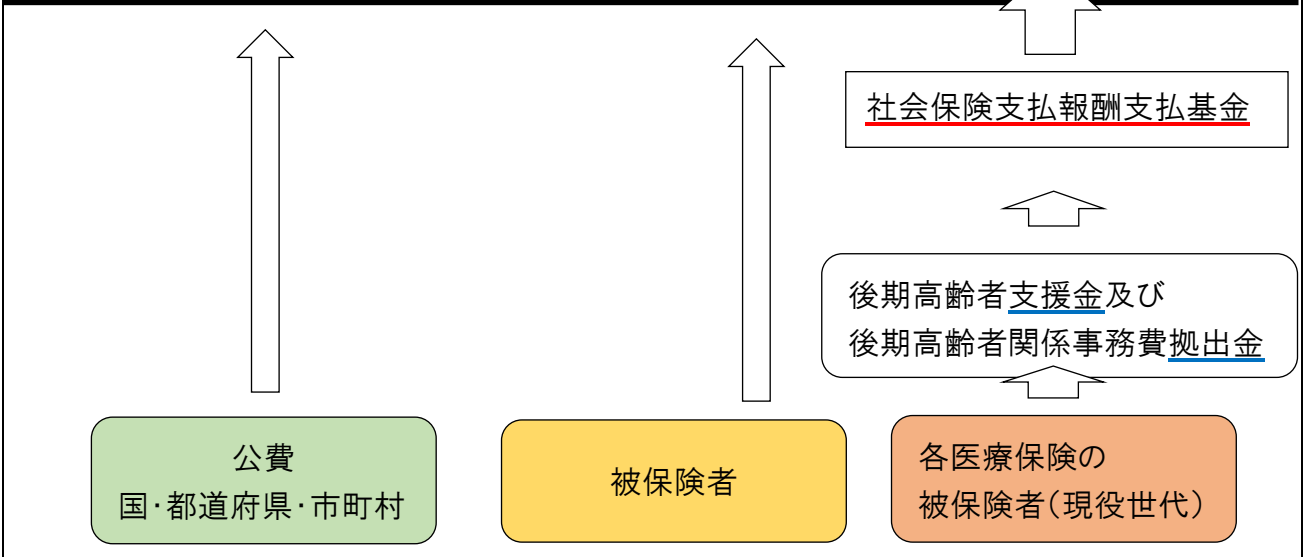 社会保険支払報酬支払基金
後期高齢者支援金及び
後期高齢者関係事務費拠出金
公費
国・都道府県・市町村
被保険者
各医療保険の
被保険者（現役世代）